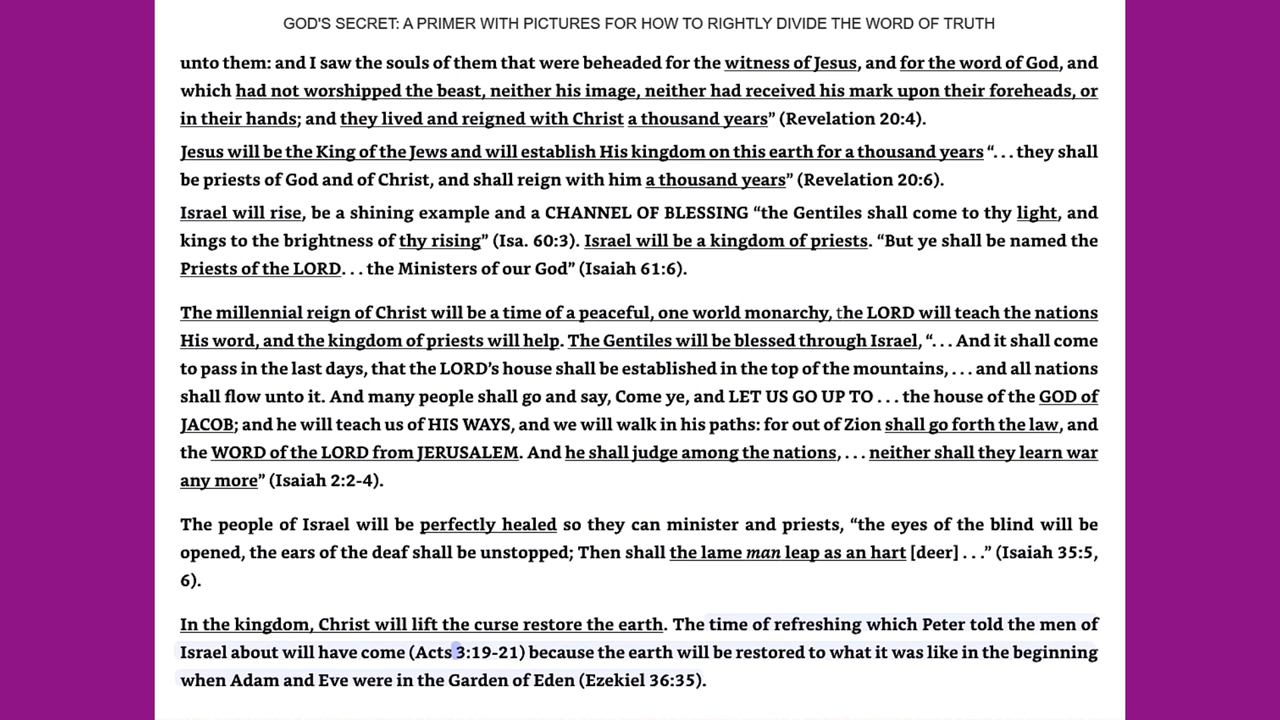 GOD'S SECRET: A PRIMER WITH PICTURES FOR HOW TO RIGHTLY DIVIDE THE WORD OF TRUTH
unto them: and I saw the souls of them that were beheaded for the witness of Jesus, and for the word of God, and
which had not worshipped the beast, neither his image, neither had received his mark upon their foreheads, or
in their hands; and they lived and reigned with Christ a thousand years” (Revelation 20:4).
Jesus will be the King of the Jews and will establish His kingdom on this earth for a thousand years “. . . they shall
be priests of God and of Christ, and shall reign with him a thousand years” (Revelation 20:6).
Israel will rise, be a shining example and a CHANNEL OF BLESSING “the Gentiles shall come to thy light, and
kings to the brightness of thy rising” (Isa. 60:3). Israel will be a kingdom of priests. “But ye shall be named the
Priests of the LORD. . . the Ministers of our God” (Isaiah 61:6).
The millennial reign of Christ will be a time of a peaceful, one world monarchy, the LORD will teach the nations
His word, and the kingdom of priests will help. The Gentiles will be blessed through Israel, “. . . And it shall come
to pass in the last days, that the LORD’s house shall be established in the top of the mountains, . . . and all nations
shall flow unto it. And many people shall go and say, Come ye, and LET US GO UP TO . . . the house of the GOD of
JACOB; and he will teach us of HIS WAYS, and we will walk in his paths: for out of Zion shall go forth the law, and
the WORD of the LORD from JERUSALEM. And he shall judge among the nations, . . . neither shall they learn war
any more” (Isaiah 2:2-4).
The people of Israel will be perfectly healed so they can minister and priests, “the eyes of the blind will be
opened, the ears of the deaf shall be unstopped; Then shall the lame man leap as an hart [deer] . . .” (Isaiah 35:5,
6).
In the kingdom, Christ will lift the curse restore the earth. The time of refreshing which Peter told the men of
Israel about will have come (Acts 3:19-21) because the earth will be restored to what it was like in the beginning
when Adam and Eve were in the Garden of Eden (Ezekiel 36:35).